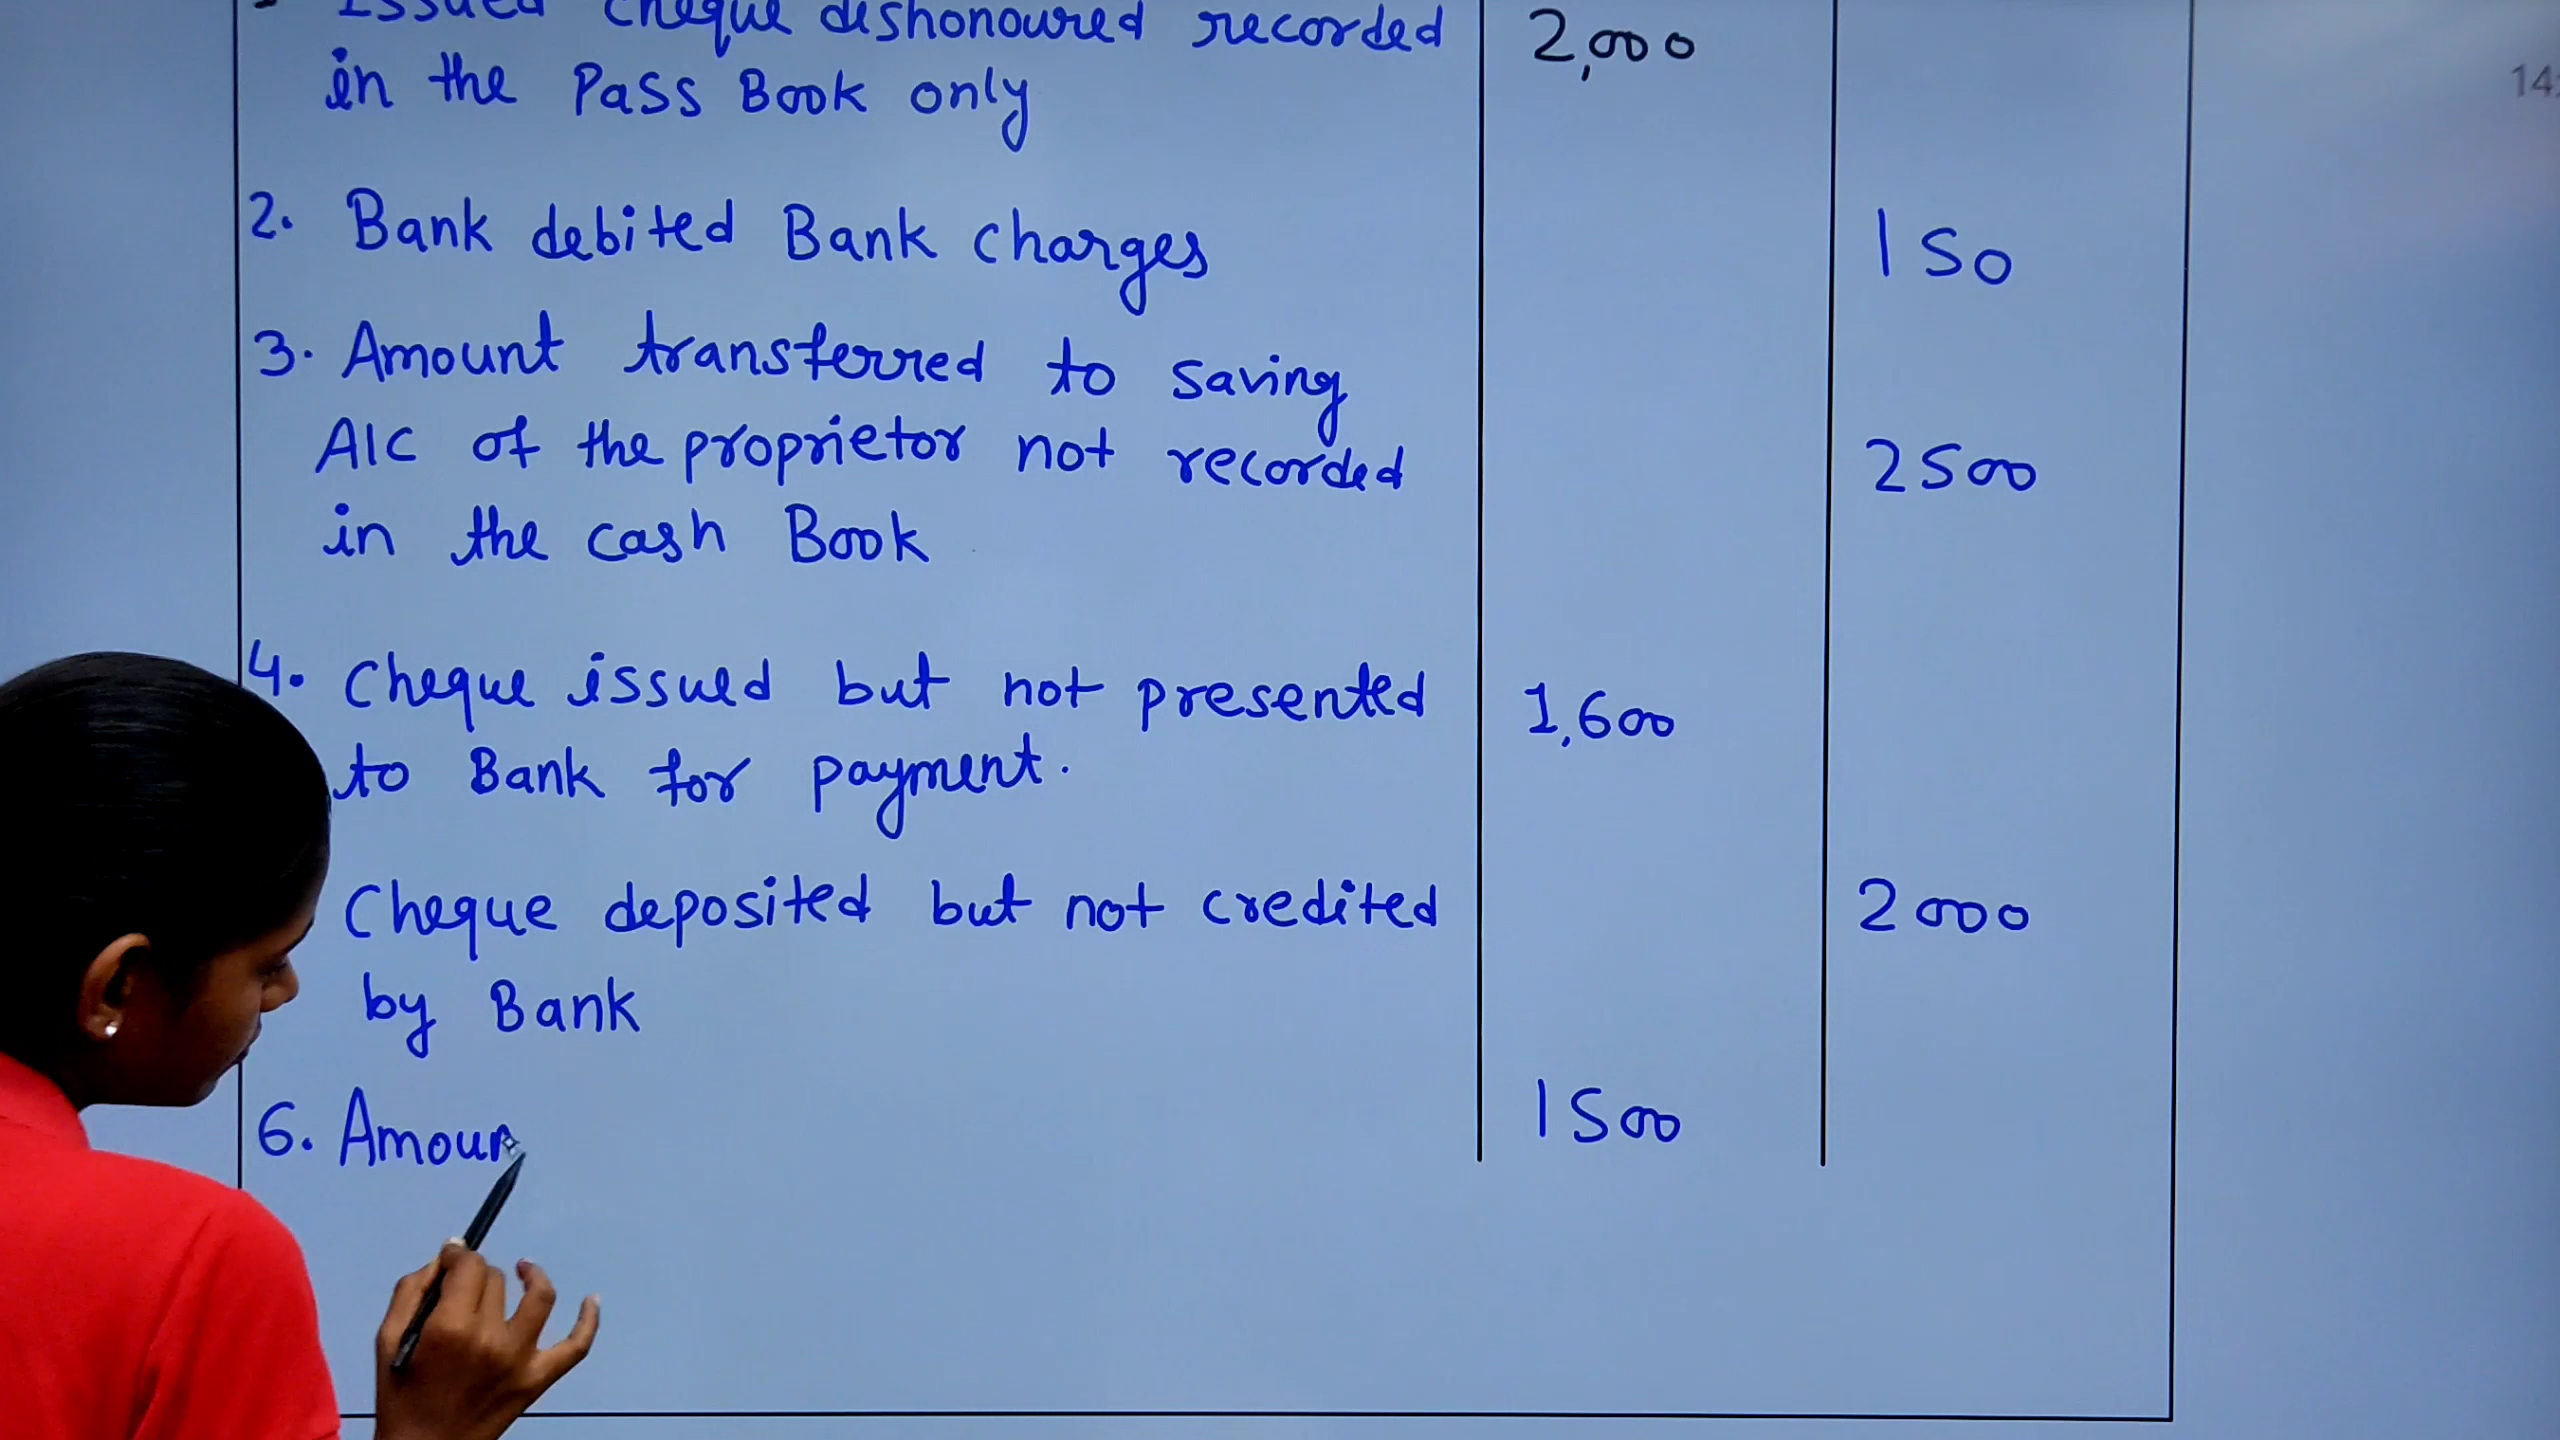 Issued cheque dishonoured recorded 2,000
in the Pass Book only
14:
2. Bank debited Bank charges 150
3. Amount transferred to saving
A/C of the proprietor not recorded 2500
in the cash Book
4. Cheque issued but not presented 1,600
to Bank for payment.
Cheque deposited but not credited 2000
by Bank
6. Amoun 1500